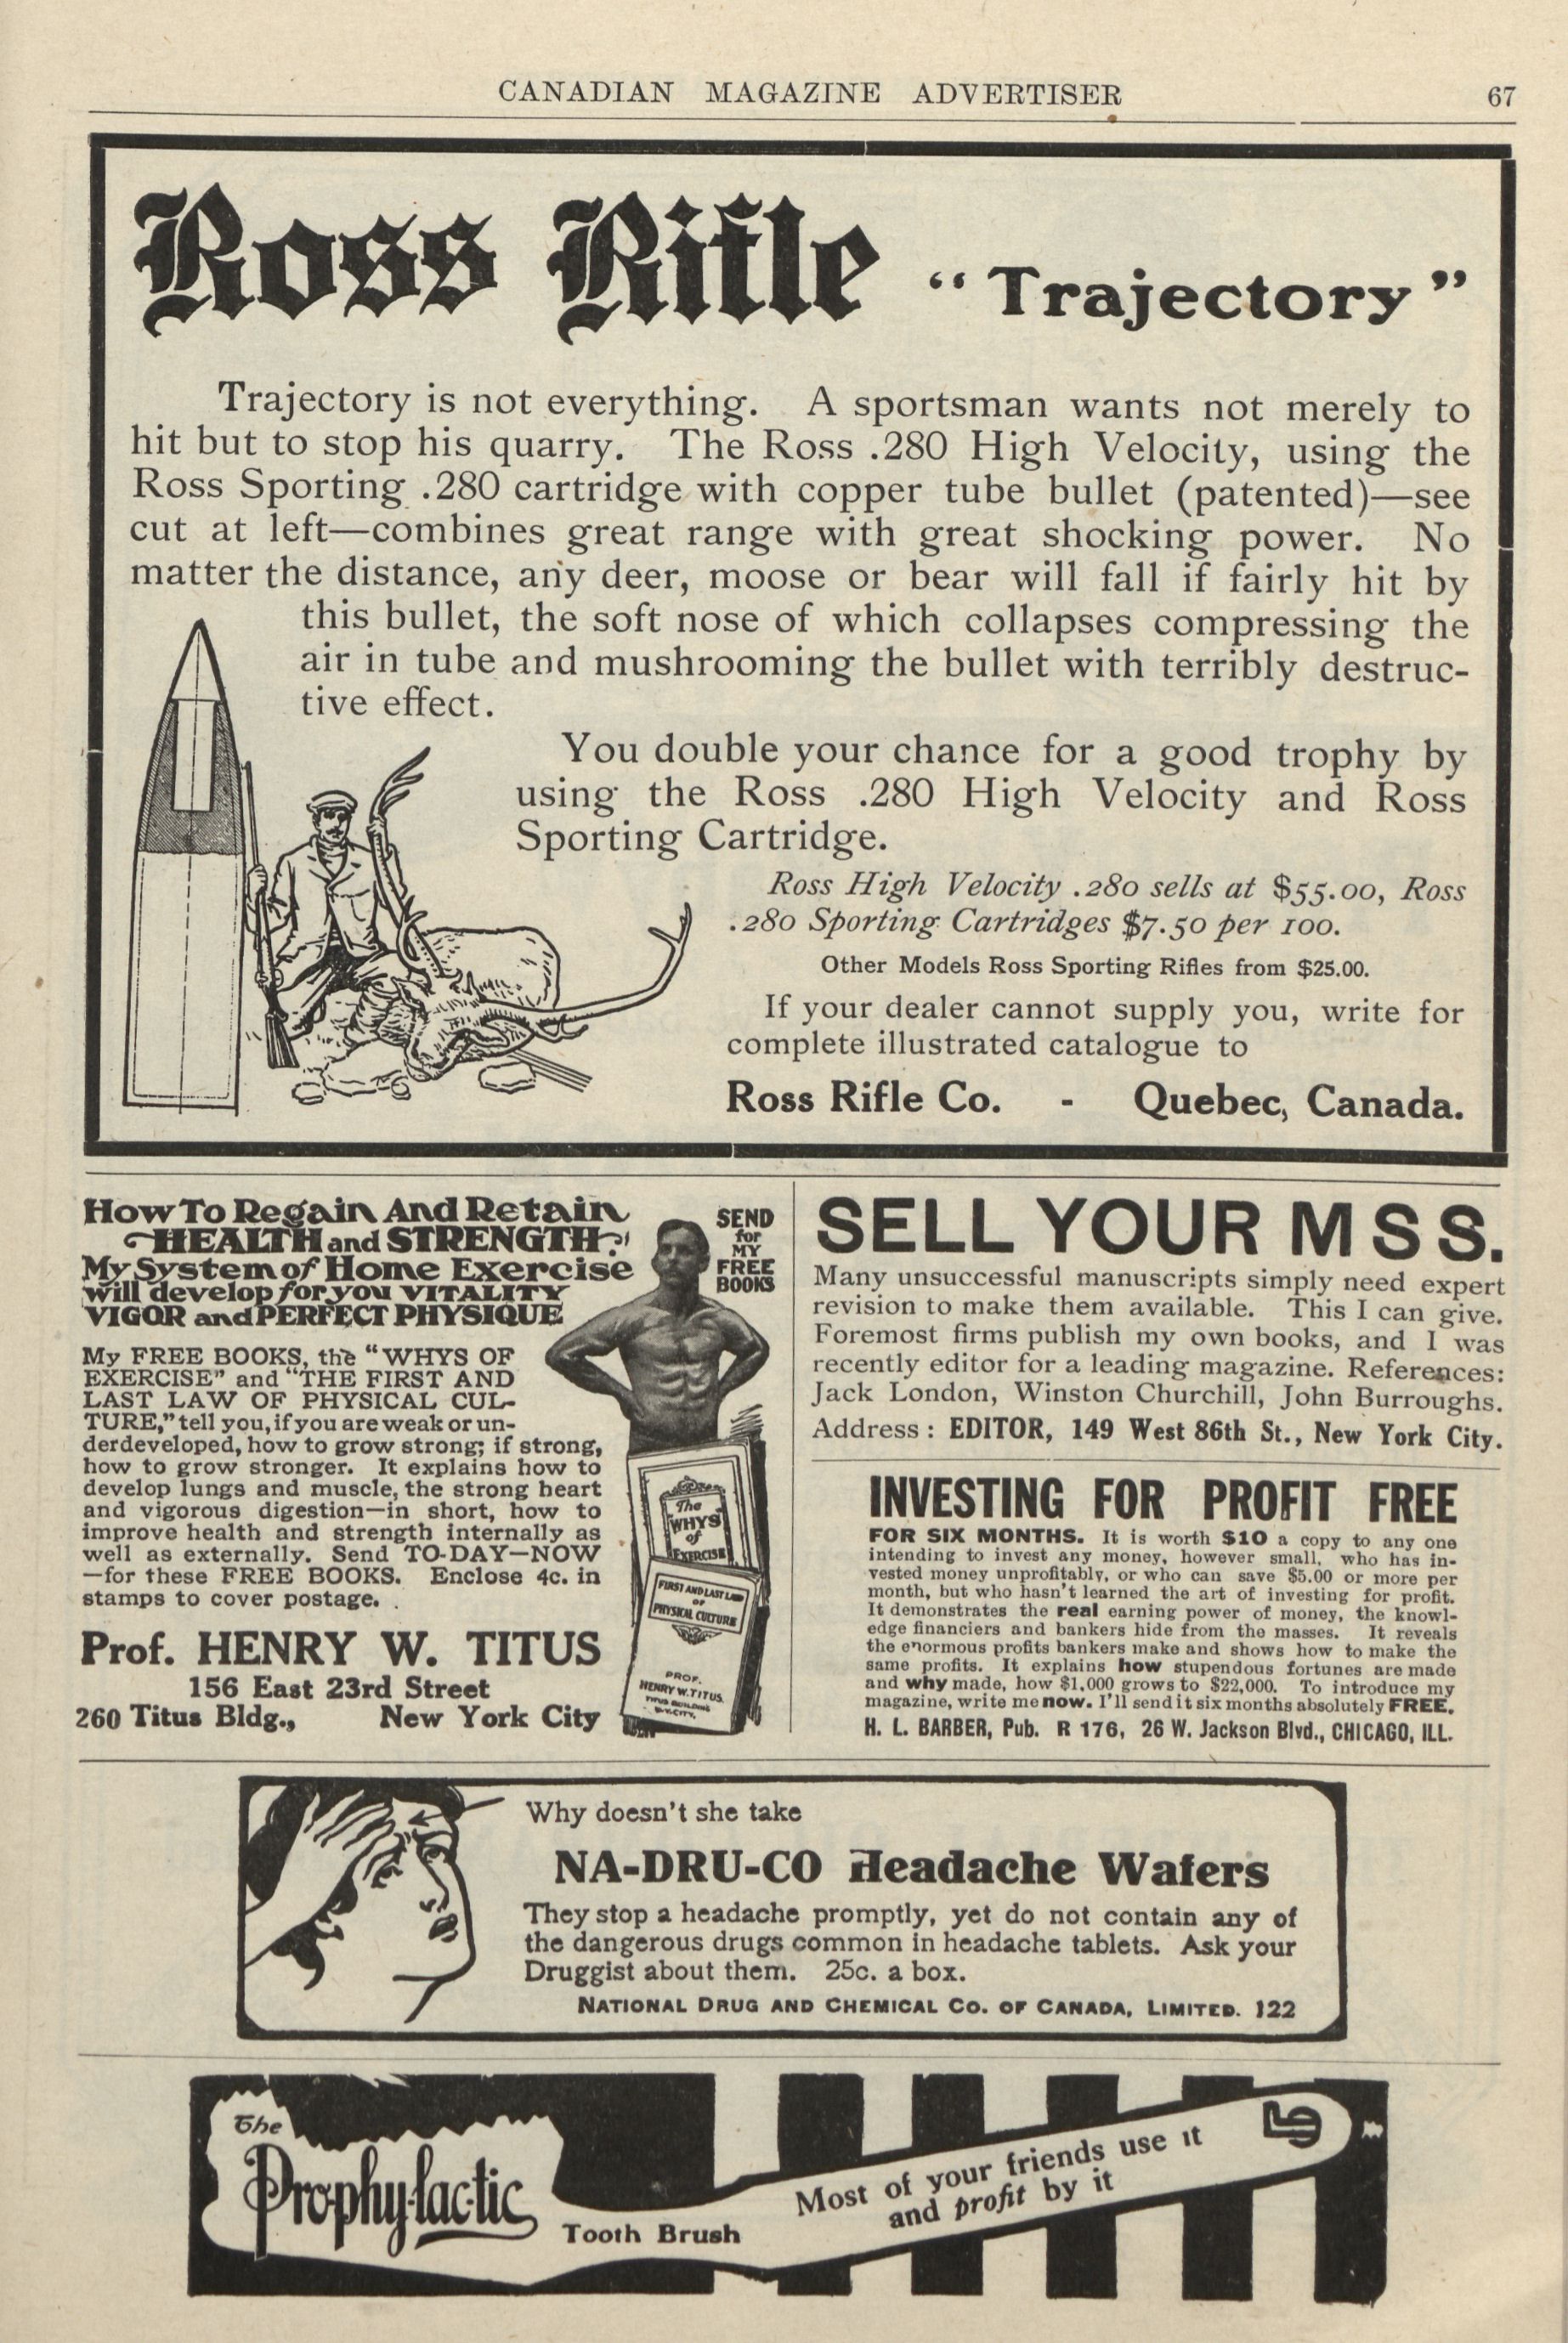 CANADIAN MAGAZINE ADVERTISER 67
Ross Rifle "Trajectory"
Trajectory is not everything. A sportsman wants not merely to
hit but to stop his quarry. The Ross .280 High Velocity, using the
Ross Sporting .280 cartridge with copper tube bullet (patented)—see
cut at left—combines great range with great shocking power. No
matter the distance, any deer, moose or bear will fall if fairly hit by
this bullet, the soft nose of which collapses compressing the
air in tube and mushrooming the bullet with terribly destruc-
tive effect.
You double your chance for a good trophy by
using the Ross .280 High Velocity and Ross
Sporting Cartridge.
Ross High Velocity .280 sells at $55.00, Ross
.280 Sporting Cartridges $7.50 per 100.
Other Models Ross Sporting Rifles from $25.00.
If your dealer cannot supply you, write for
complete illustrated catalogue to
Ross Rifle Co. - Quebec, Canada.
How To Regain And Retain
HEALTH and STRENGTH
My System of Home Exercise
will develop for you VITALITY
VIGOR and PERFECT PHYSIQUE
SEND
for
MY
FREE
BOOKS
My FREE BOOKS, the "WHYS OF
EXERCISE" and "THE FIRST AND
LAST LAW OF PHYSICAL CUL-
TURE," tell you, if you are weak or un-
derdeveloped, how to grow strong; if strong,
how to grow stronger. It explains how to
develop lungs and muscle, the strong heart
and vigorous digestion—in short, how to
improve health and strength internally as
well as externally. Send TO-DAY—NOW
—for these FREE BOOKS. Enclose 4c. in
stamps to cover postage.
Prof. HENRY W. TITUS
156 East 23rd Street
260 Titus Bldg., New York City
The
WHYS
of
EXERCISE
FIRST AND LAST LAW
OF
PHYSICAL CULTURE
PROF.
HENRY W. TITUS
TITUS BUILDING
N.Y. CITY.
SELL YOUR MSS.
Many unsuccessful manuscripts simply need expert
revision to make them available. This I can give.
Foremost firms publish my own books, and I was
recently editor for a leading magazine. References:
Jack London, Winston Churchill, John Burroughs.
Address: EDITOR, 149 West 86th St., New York City.
INVESTING FOR PROFIT FREE
FOR SIX MONTHS. It is worth $10 a copy to any one
intending to invest any money, however small, who has in-
vested money unprofitably, or who can save $5.00 or more per
month, but who hasn't learned the art of investing for profit.
It demonstrates the real earning power of money, the knowl-
edge financiers and bankers hide from the masses. It reveals
the enormous profits bankers make and shows how to make the
same profits. It explains how stupendous fortunes are made
and why made, how $1,000 grows to $22,000. To introduce my
magazine, write me now. I'll send it six months absolutely FREE.
H. L. BARBER, Pub. R 176, 26 W. Jackson Blvd., CHICAGO, ILL.
Why doesn't she take
NA-DRU-CO Headache Wafers
They stop a headache promptly, yet do not contain any of
the dangerous drugs common in headache tablets. Ask your
Druggist about them. 25c. a box.
NATIONAL DRUG AND CHEMICAL CO. OF CANADA, LIMITED. 122
The
Pro-phy-lac-tic
Tooth Brush
Most of your friends use it
and profit by it